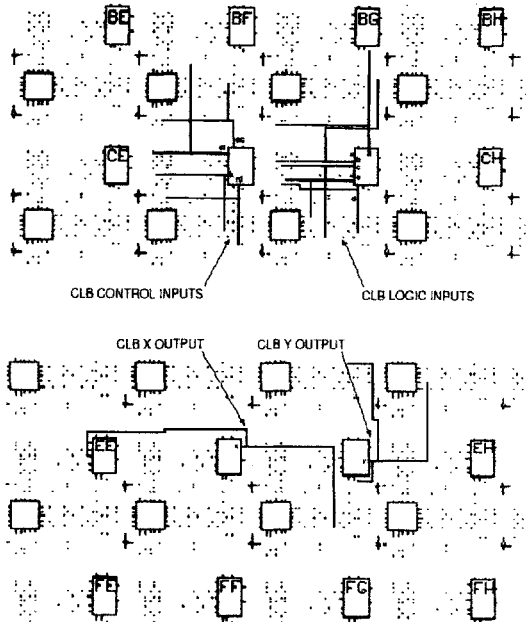 BE BF BG BH
CE CH
CLB CONTROL INPUTS CLB LOGIC INPUTS
CLB X OUTPUT CLB Y OUTPUT
EE EH
FE FF FG FH